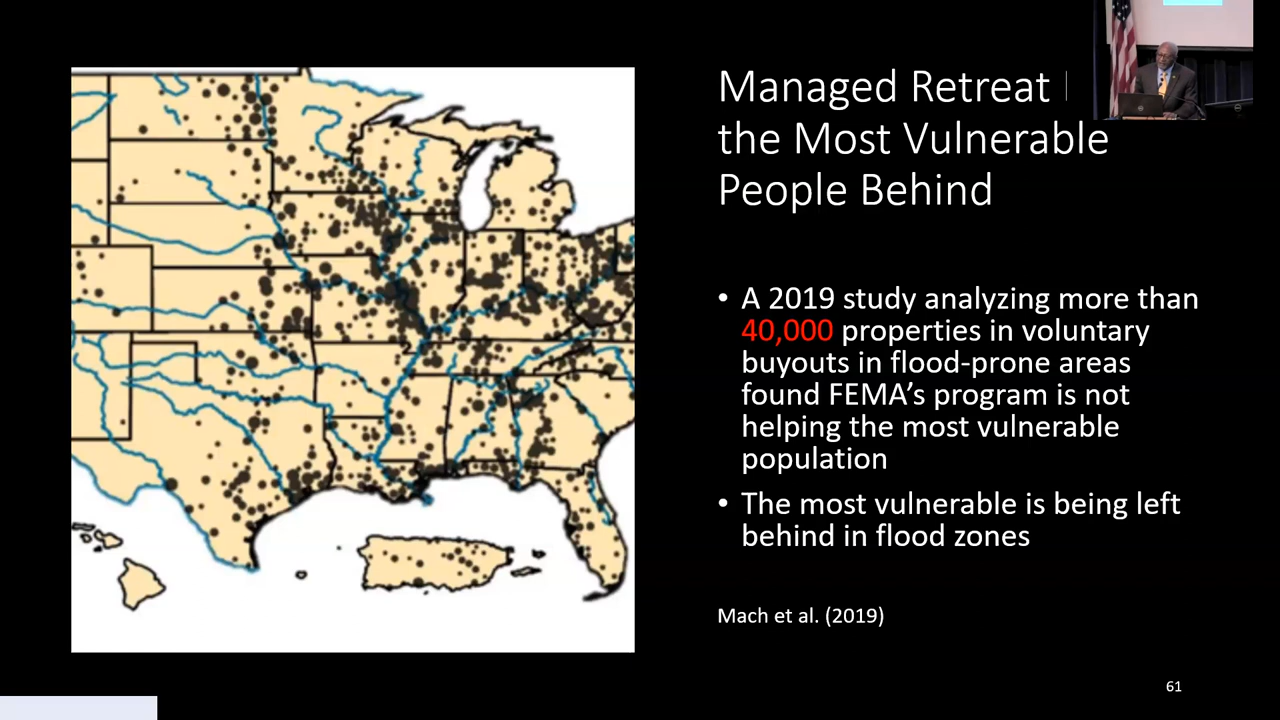 Managed Retreat
the Most Vulnerable
People Behind
• A 2019 study analyzing more than
40,000 properties in voluntary
buyouts in flood-prone areas
found FEMA's program is not
helping the most vulnerable
population
• The most vulnerable is being left
behind in flood zones
Mach et al. (2019)
61